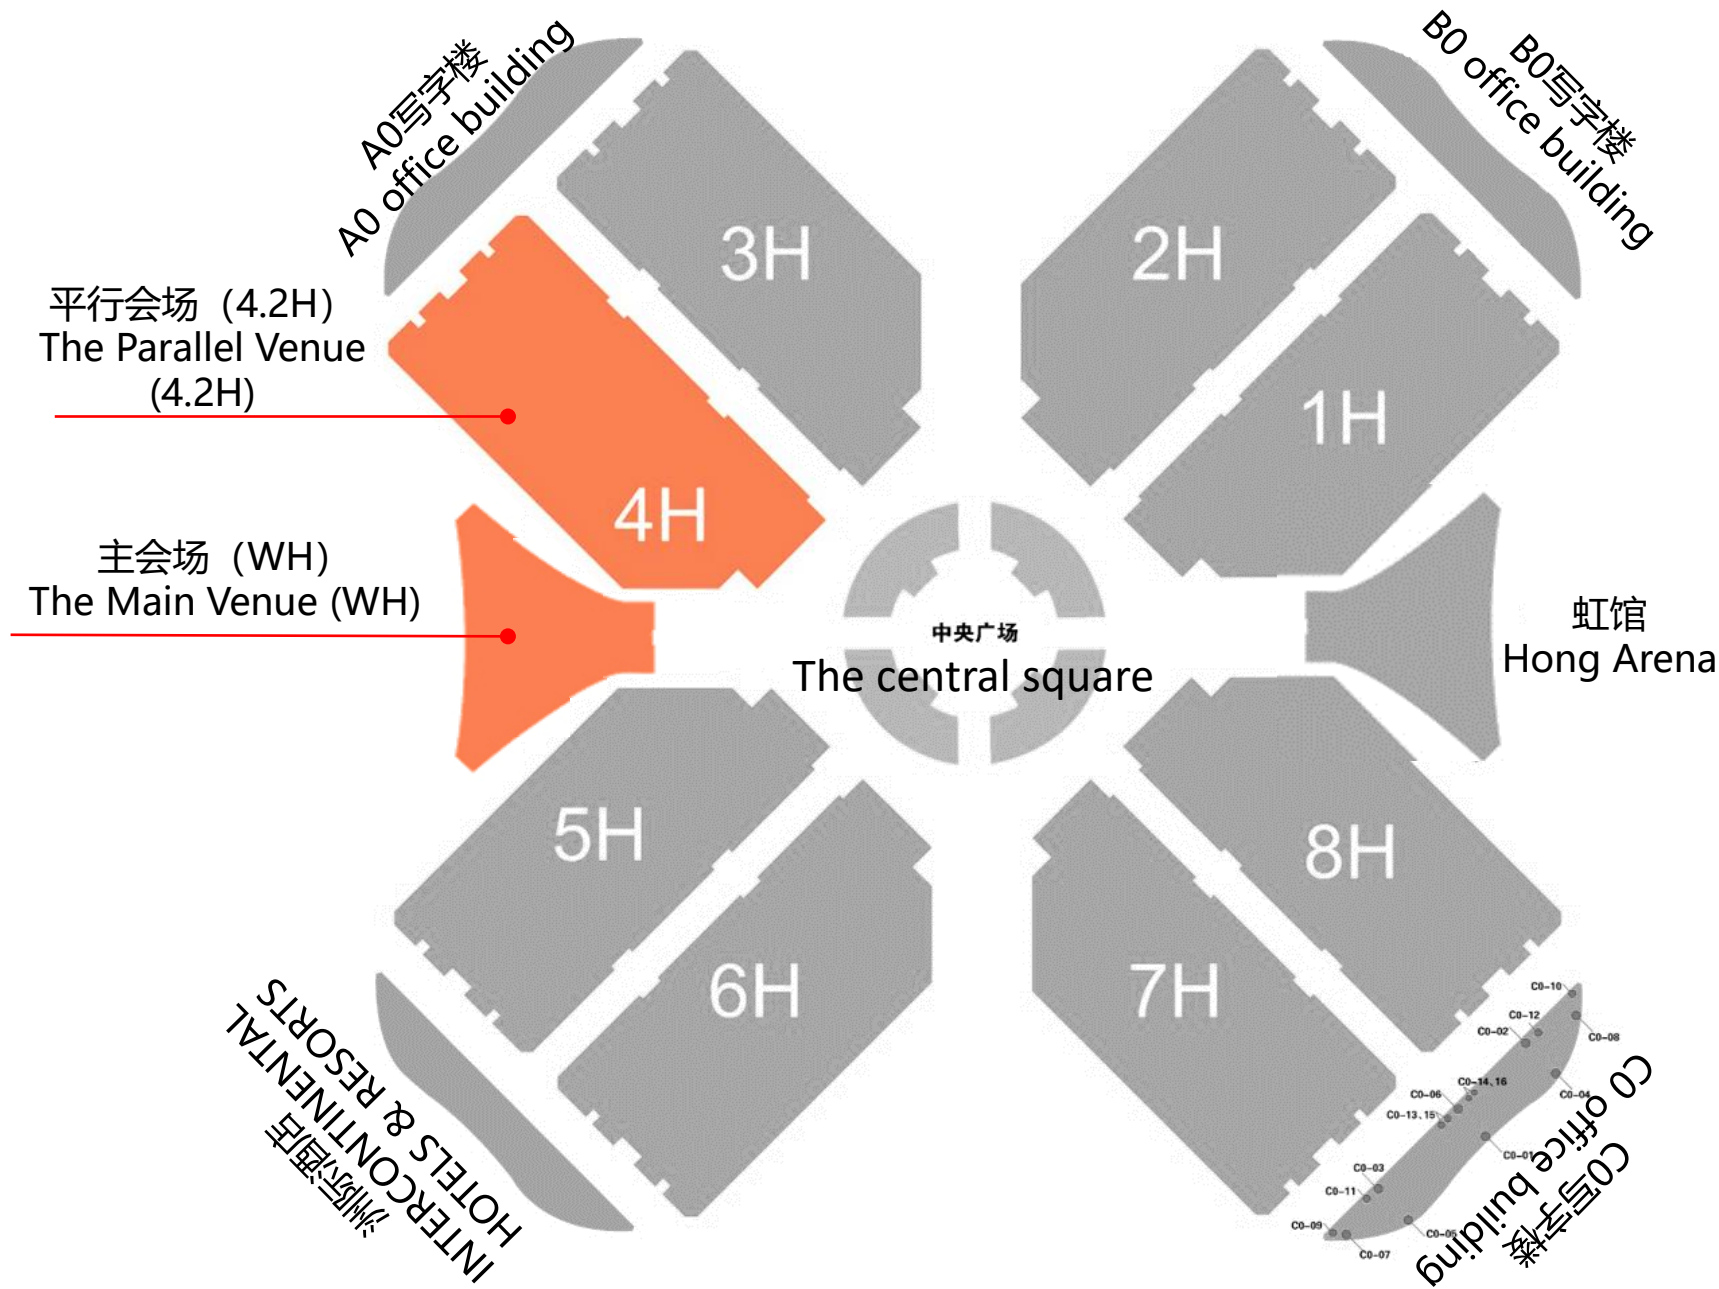 A0写字楼
A0 office building
B0写字楼
B0 office building
3H
2H
平行会场（4.2H）
The Parallel Venue
(4.2H)
1H
4H
主会场（WH）
The Main Venue (WH)
中央广场
The central square
虹馆
Hong Arena
5H
8H
6H
7H
洲际酒店
INTERCONTINENTAL
HOTELS & RESORTS
C0-10
C0-12
C0-02
C0-08
C0-14、16
C0-06
C0-04
C0-13、15
C0-01
C0-03
C0-11
C0-09
C0-05
C0-07
C0 office building
C0写字楼